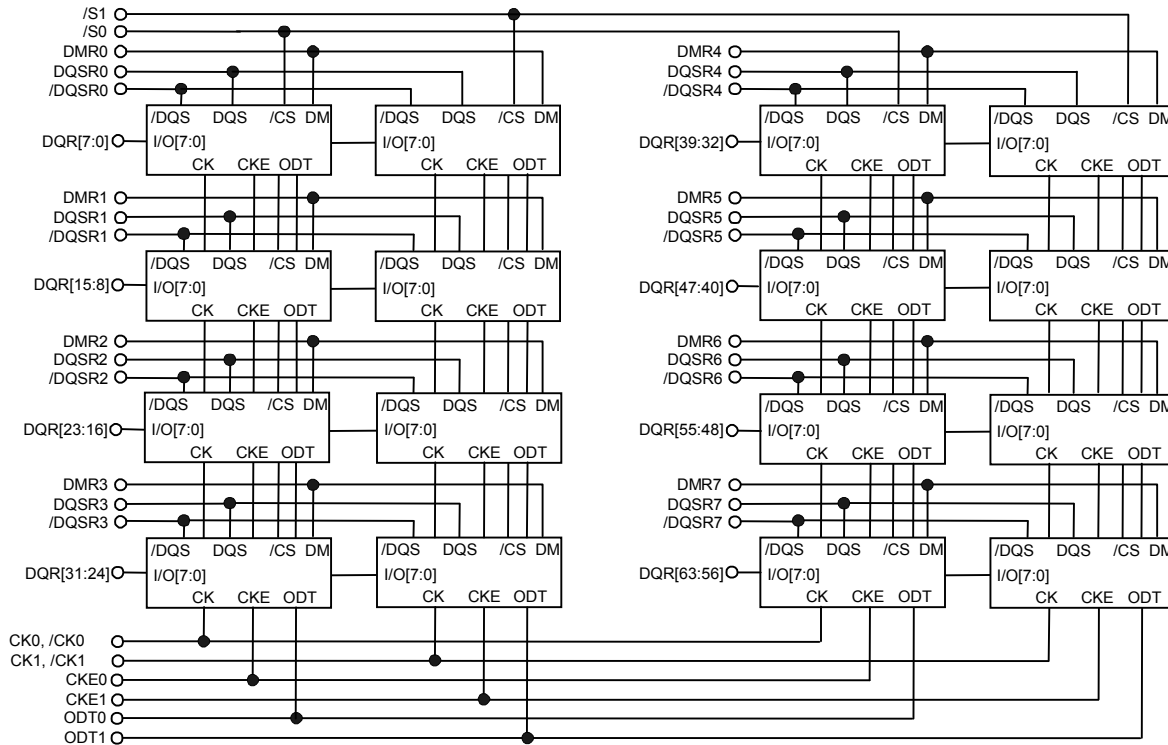 /S1
/S0
DMR0 DMR4
DQSR0 DQSR4
/DQSR0 /DQSR4
/DQS DQS /CS DM /DQS DQS /CS DM /DQS DQS /CS DM /DQS DQS /CS DM
DQR[7:0] I/O[7:0] I/O[7:0] DQR[39:32] I/O[7:0] I/O[7:0]
CK CKE ODT CK CKE ODT CK CKE ODT CK CKE ODT
DMR1 DMR5
DQSR1 DQSR5
/DQSR1 /DQSR5
/DQS DQS /CS DM /DQS DQS /CS DM /DQS DQS /CS DM /DQS DQS /CS DM
DQR[15:8] I/O[7:0] I/O[7:0] DQR[47:40] I/O[7:0] I/O[7:0]
CK CKE ODT CK CKE ODT CK CKE ODT CK CKE ODT
DMR2 DMR6
DQSR2 DQSR6
/DQSR2 /DQSR6
/DQS DQS /CS DM /DQS DQS /CS DM /DQS DQS /CS DM /DQS DQS /CS DM
DQR[23:16] I/O[7:0] I/O[7:0] DQR[55:48] I/O[7:0] I/O[7:0]
CK CKE ODT CK CKE ODT CK CKE ODT CK CKE ODT
DMR3 DMR7
DQSR3 DQSR7
/DQSR3 /DQSR7
/DQS DQS /CS DM /DQS DQS /CS DM /DQS DQS /CS DM /DQS DQS /CS DM
DQR[31:24] I/O[7:0] I/O[7:0] DQR[63:56] I/O[7:0] I/O[7:0]
CK CKE ODT CK CKE ODT CK CKE ODT CK CKE ODT
CK0, /CK0
CK1, /CK1
CKE0
CKE1
ODT0
ODT1